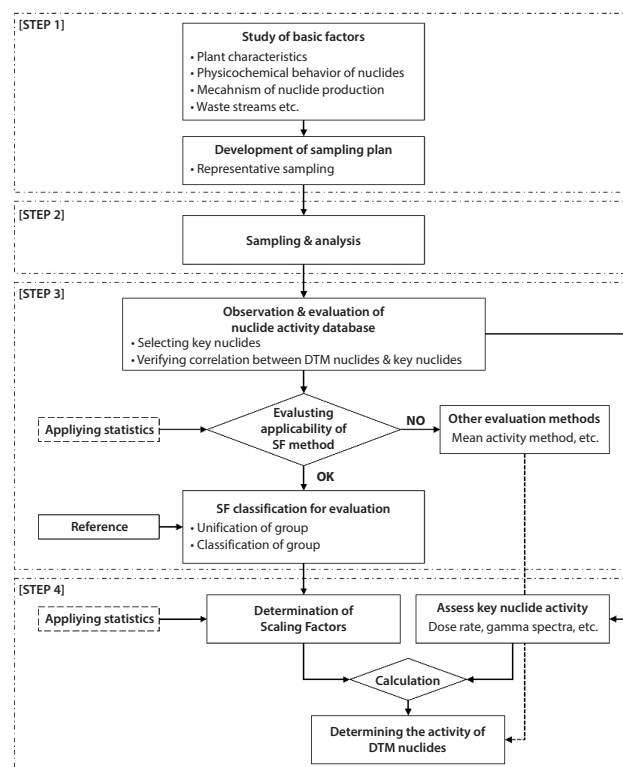 [STEP 1]
Study of basic factors
• Plant characteristics
• Physicochemical behavior of nuclides
• Mecahnism of nuclide production
• Waste streams etc.
Development of sampling plan
• Representative sampling
[STEP 2]
Sampling & analysis
[STEP 3]
Observation & evaluation of
nuclide activity database
• Selecting key nuclides
• Verifying correlation between DTM nuclides & key nuclides
Appliying statistics
Evalusting
applicability of
SF method
NO
Other evaluation methods
Mean activity method, etc.
OK
Reference
SF classification for evaluation
• Unification of group
• Classification of group
[STEP 4]
Appliying statistics
Determination of
Scaling Factors
Assess key nuclide activity
Dose rate, gamma spectra, etc.
Calculation
Determining the activity of
DTM nuclides